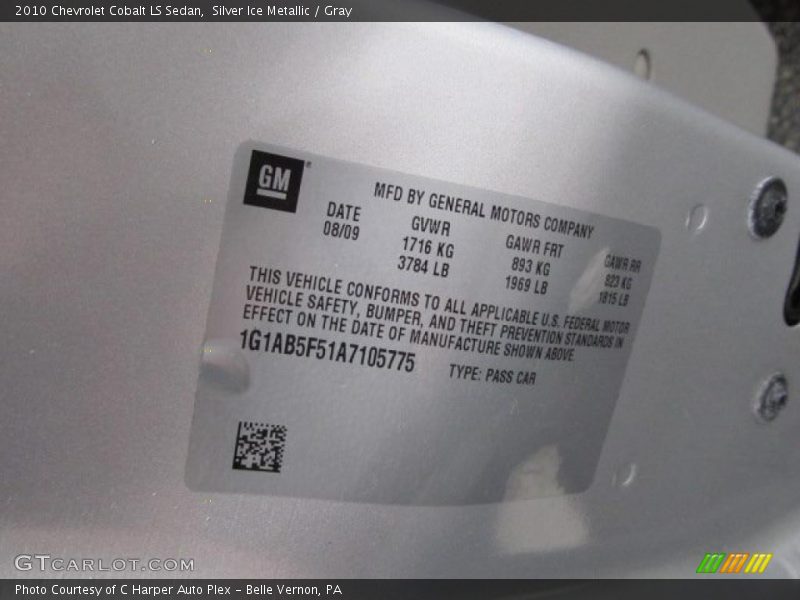 2010 Chevrolet Cobalt LS Sedan,  Silver Ice Metallic / Gray
GM®
MFD BY GENERAL MOTORS COMPANY
DATE GVWR GAWR FRT GAWR RR
08/09 1716 KG 893 KG 823 KG
3784 LB 1969 LB 1815 LB
THIS VEHICLE CONFORMS TO ALL APPLICABLE U.S. FEDERAL MOTOR
VEHICLE SAFETY, BUMPER, AND THEFT PREVENTION STANDARDS IN
EFFECT ON THE DATE OF MANUFACTURE SHOWN ABOVE.
1G1AB5F51A7105775 TYPE: PASS CAR
GTCARLOT.COM
Photo Courtesy of C Harper Auto Plex - Belle Vernon, PA